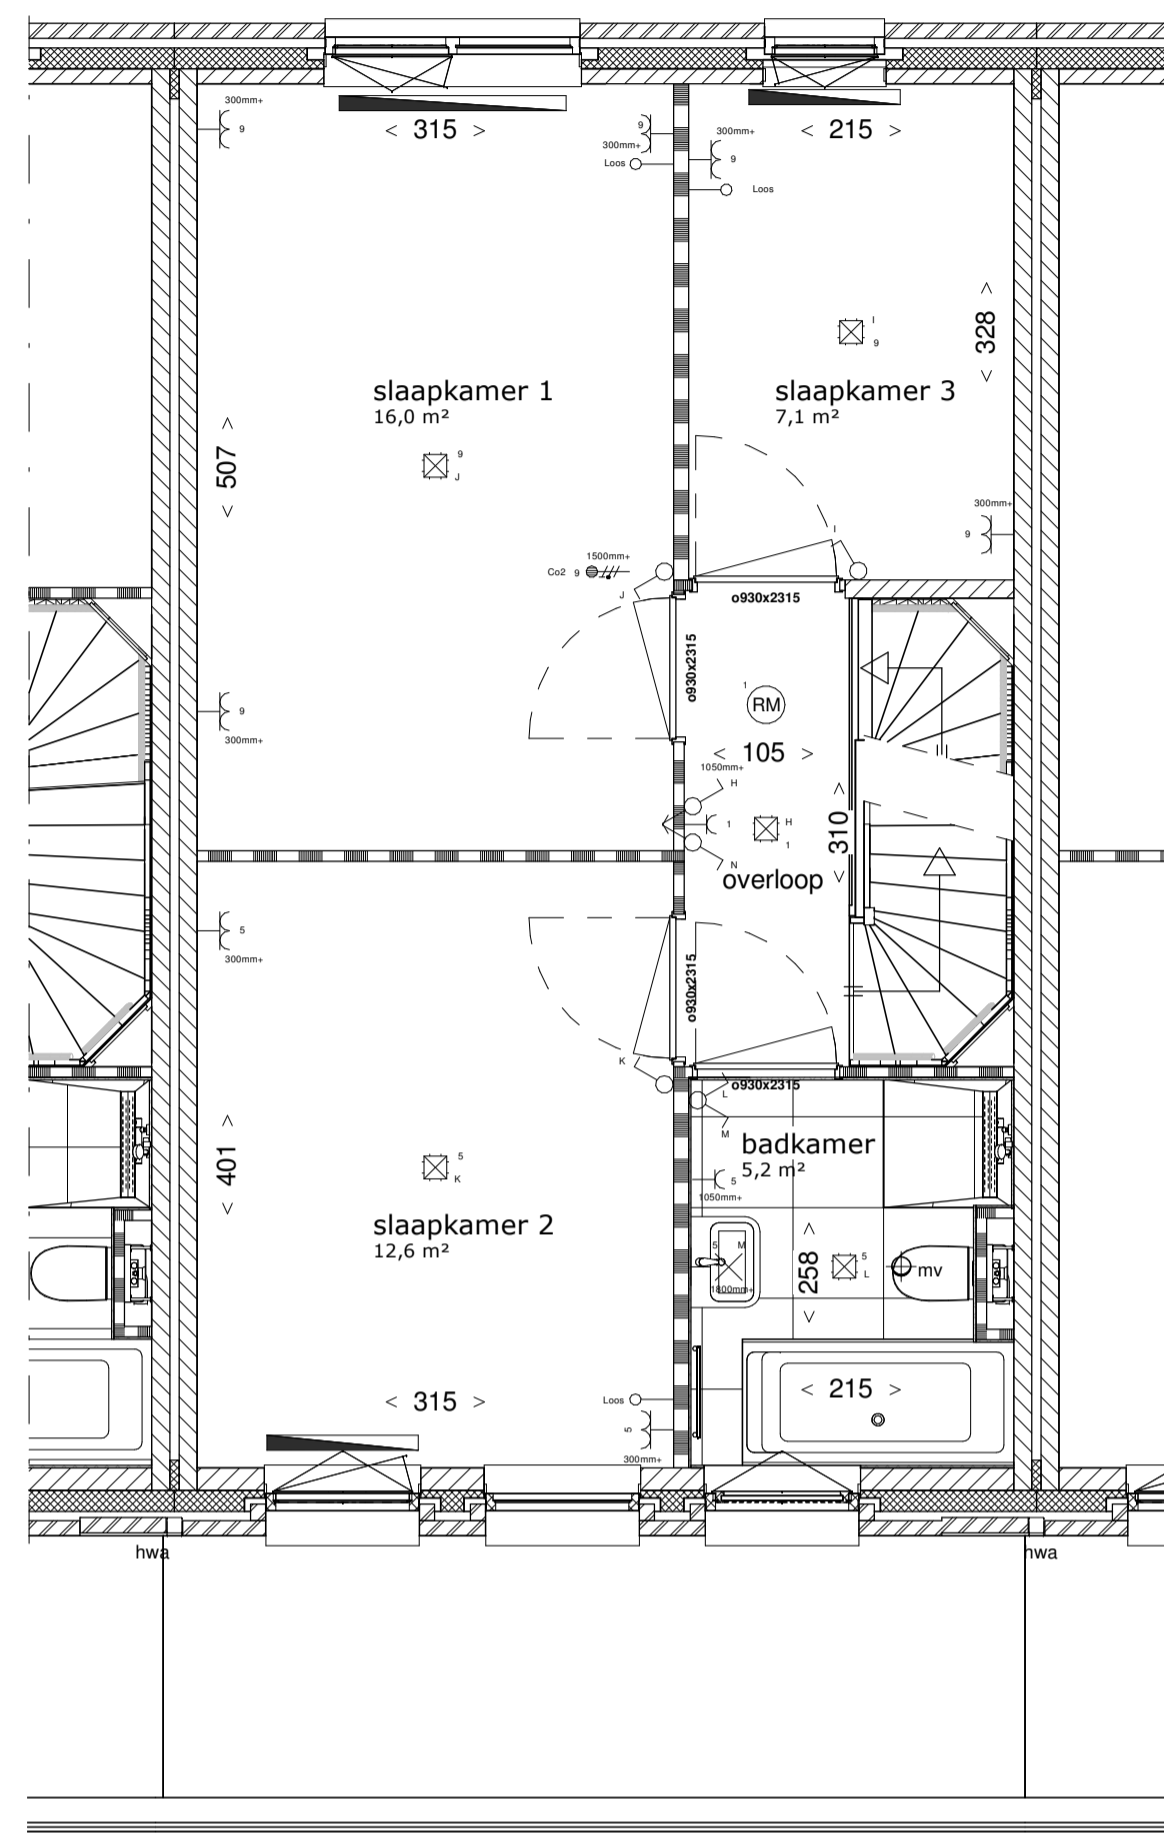 300mm+
9
< 315 >
9
300mm+
Loos
300mm+
9
Loos
< 215 >
< 328 >
I
9
slaapkamer 1
16,0 m²
slaapkamer 3
7,1 m²
< 507 >
9
J
300mm+
9
I
1500mm+
Co2 9
J
o930x2315
o930x2315
9
300mm+
1
RM
< 105 >
1050mm+
H
1
N
H
1
< 310 >
overloop
5
300mm+
o930x2315
K
o930x2315
L
M
badkamer
5,2 m²
5
1050mm+
< 401 >
5
K
slaapkamer 2
12,6 m²
5 M
1800mm+
< 258 >
5
L
mv
< 315 >
Loos
5
300mm+
< 215 >
hwa
hwa